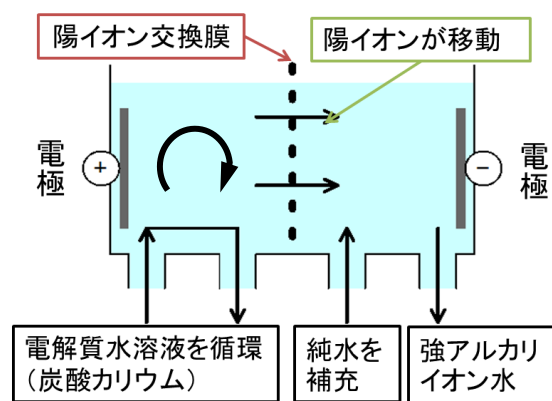 陽イオン交換膜
陽イオンが移動
電極
+
−
電極
電解質水溶液を循環
(炭酸カリウム)
純水を
補充
強アルカリ
イオン水